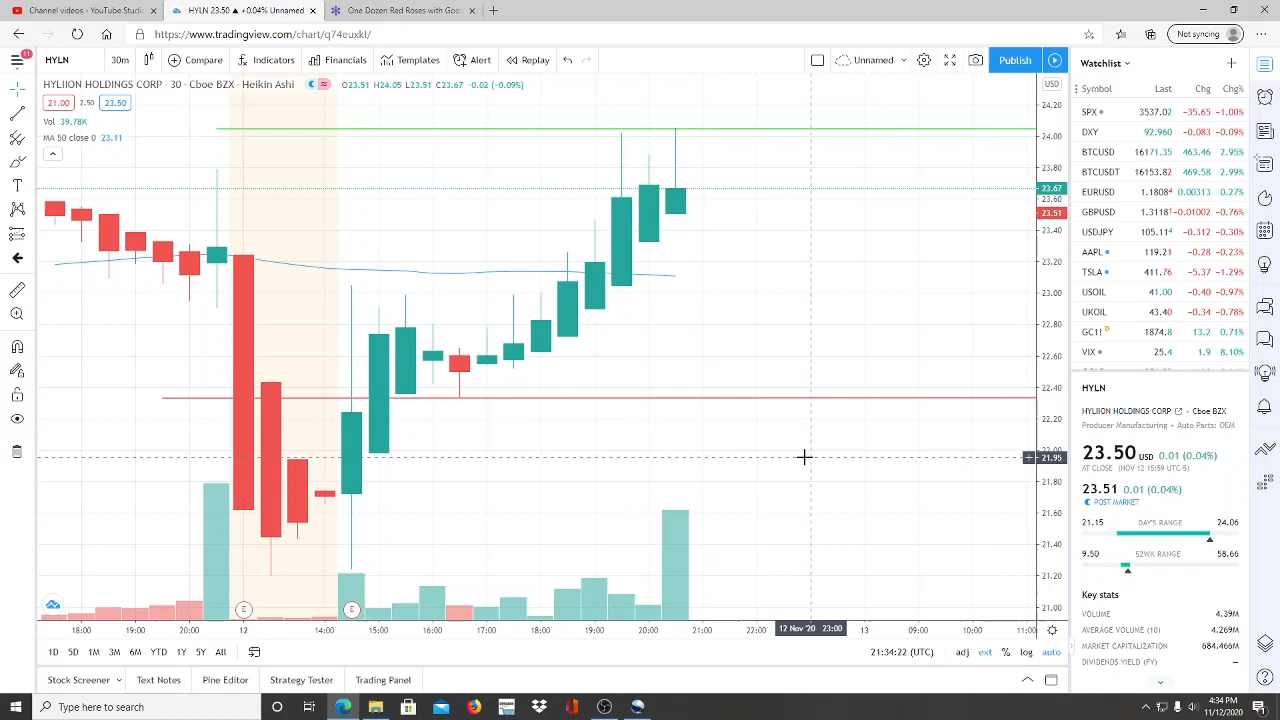 Channel videos - YouTube Studio
HYLN 23.50 ▲ +0.04% Unnamed
One Dozen Red Roses with God
https://www.tradingview.com/chart/q74euxkl/
Not syncing
11
HYLN
30m
Compare
Indicators
Financials
Templates
Alert
Replay
Unnamed
Publish
HYLIION HOLDINGS CORP · 30 · Cboe BZX · Heikin Ashi
O23.51 H24.05 L23.51 C23.67 -0.02 (-0.09%)
21.00 2.50 23.50
Vol 39.78K
MA 50 close 0 23.11
USD
24.20
24.00
23.80
23.67
23.60
23.51
23.40
23.20
23.00
22.80
22.60
22.40
22.20
22.00
21.95
21.80
21.60
21.40
21.20
21.00
E
E
18:00 19:00 20:00 12 14:00 15:00 16:00 17:00 18:00 19:00 20:00 21:00 22:00 12 Nov '20 23:00 13 09:00 10:00 11:00
1D 5D 1M 3M 6M YTD 1Y 5Y All
21:34:22 (UTC) adj ext % log auto
Stock Screener Text Notes Pine Editor Strategy Tester Trading Panel
Watchlist
Symbol Last Chg Chg%
SPX 3537.02 −35.65 −1.00%
DXY 92.960 −0.083 −0.09%
BTCUSD 16171.35 463.46 2.95%
BTCUSDT 16153.82 469.58 2.99%
EURUSD 1.18084 0.00313 0.27%
GBPUSD 1.31181 −0.01002 −0.76%
USDJPY 105.114 −0.312 −0.30%
AAPL 119.21 −0.28 −0.23%
TSLA 411.76 −5.37 −1.29%
USOIL 41.00 −0.40 −0.97%
UKOIL 43.40 −0.34 −0.78%
GC1! D 1874.8 13.2 0.71%
VIX 25.4 1.9 8.10%
HYLN
HYLIION HOLDINGS CORP · Cboe BZX
Producer Manufacturing · Auto Parts: OEM
23.50 USD 0.01 (0.04%)
AT CLOSE (NOV 12 15:59 UTC-5)
23.51 0.01 (0.04%)
POST MARKET
21.15 DAY'S RANGE 24.06
9.50 52WK RANGE 58.66
Key stats
VOLUME 4.39M
AVERAGE VOLUME (10) 4.269M
MARKET CAPITALIZATION 684.466M
DIVIDENDS YIELD (FY) —
Type here to search
4:34 PM
11/12/2020